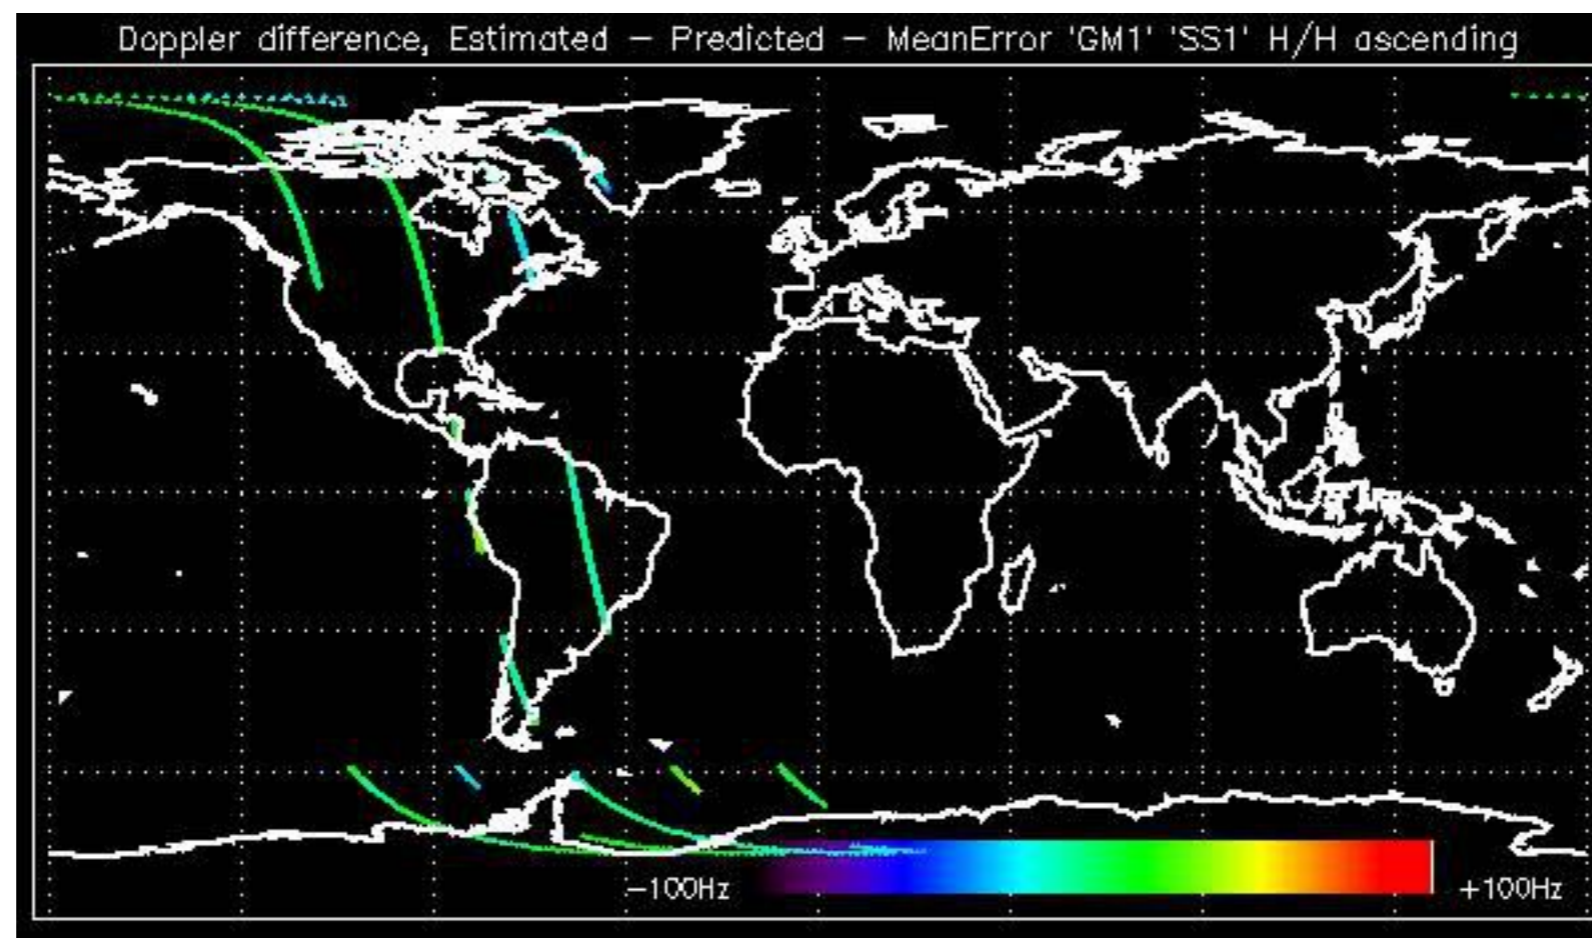 Doppler difference, Estimated − Predicted − MeanError 'GM1' 'SS1' H/H ascending
−100Hz +100Hz